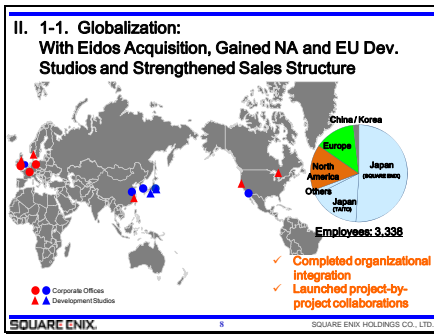 II. 1-1. Globalization:
With Eidos Acquisition, Gained NA and EU Dev.
Studios and Strengthened Sales Structure
China / Korea
Europe
North
America
Others
Japan
(SQUARE ENIX)
Japan
(TAITO)
Employees: 3,338
✓ Completed organizational
integration
✓ Launched project-by-
project collaborations
Corporate Offices
Development Studios
SQUARE ENIX.
8
SQUARE ENIX HOLDINGS CO., LTD.